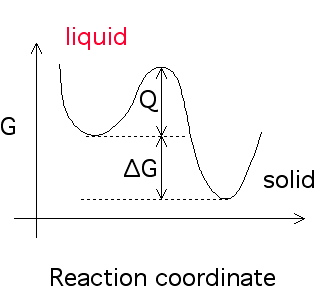 liquid
Q
G
ΔG
solid
Reaction coordinate